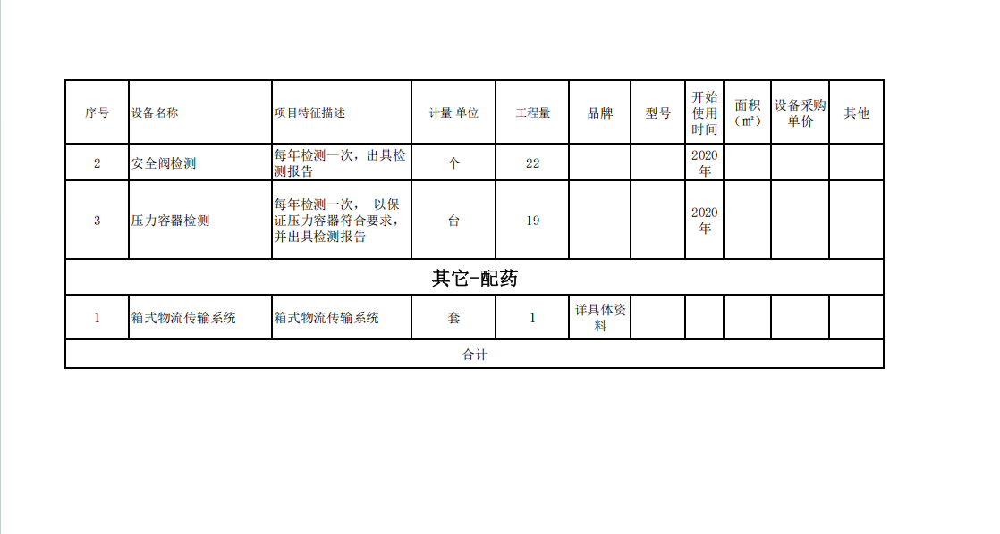 序号 设备名称 项目特征描述 计量 单位 工程量 品牌 型号 开始使用时间 面积（㎡） 设备采购单价 其他
2 安全阀检测 每年检测一次，出具检测报告 个 22 2020年
3 压力容器检测 每年检测一次， 以保证压力容器符合要求，并出具检测报告 台 19 2020年
其它-配药
1 箱式物流传输系统 箱式物流传输系统 套 1 详具体资料
合计